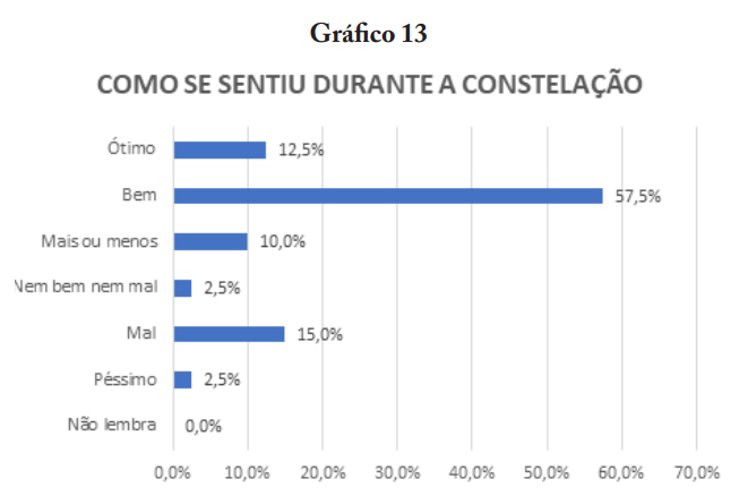 Gráfico 13
COMO SE SENTIU DURANTE A CONSTELAÇÃO
Ótimo 12,5%
Bem 57,5%
Mais ou menos 10,0%
Nem bem nem mal 2,5%
Mal 15,0%
Péssimo 2,5%
Não lembra 0,0%
0,0% 10,0% 20,0% 30,0% 40,0% 50,0% 60,0% 70,0%